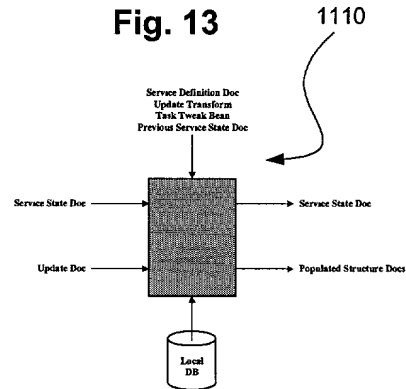 Fig. 13
1110
Service Definition Doc
Update Transform
Task Tweak Bean
Previous Service State Doc
Service State Doc
Service State Doc
Update Doc
Populated Structure Docs
Local
DB